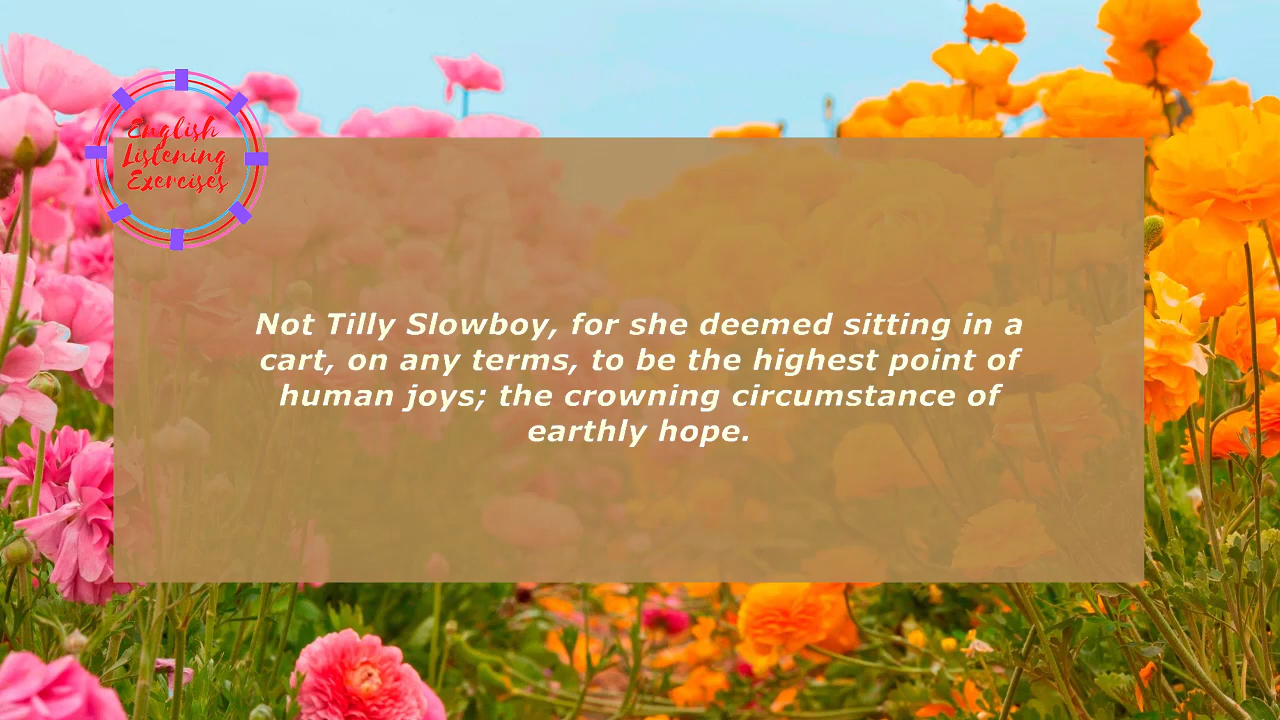 English
Listening
Exercises
Not Tilly Slowboy, for she deemed sitting in a
cart, on any terms, to be the highest point of
human joys; the crowning circumstance of
earthly hope.